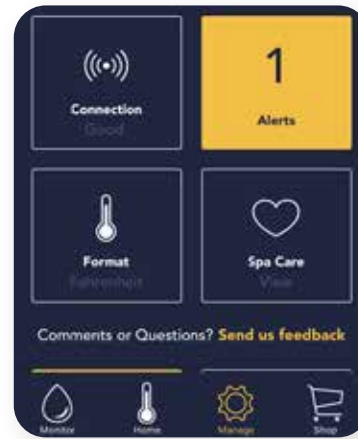 1
Connection
Good
Alerts
Format
Fahrenheit
Spa Care
View
Comments or Questions? Send us feedback
Monitor
Home
Manage
Shop